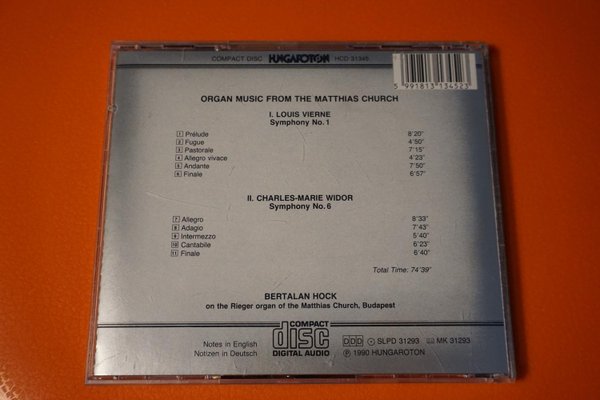 COMPACT DISC HUNGAROTON HCD 31345
5 991813 134523
ORGAN MUSIC FROM THE MATTHIAS CHURCH
I. LOUIS VIERNE
Symphony No. 1
1 Prélude 8'20"
2 Fugue 4'50"
3 Pastorale 7'15"
4 Allegro vivace 4'23"
5 Andante 7'50"
6 Finale 6'57"
II. CHARLES-MARIE WIDOR
Symphony No. 6
7 Allegro 8'33"
8 Adagio 7'43"
9 Intermezzo 5'40"
10 Cantabile 6'23"
11 Finale 6'40"
Total Time: 74'39"
BERTALAN HOCK
on the Rieger organ of the Matthias Church, Budapest
Notes in English
Notizen in Deutsch
COMPACT
disc
DIGITAL AUDIO
DDD SLPD 31293 MK 31293
℗ 1990 HUNGAROTON